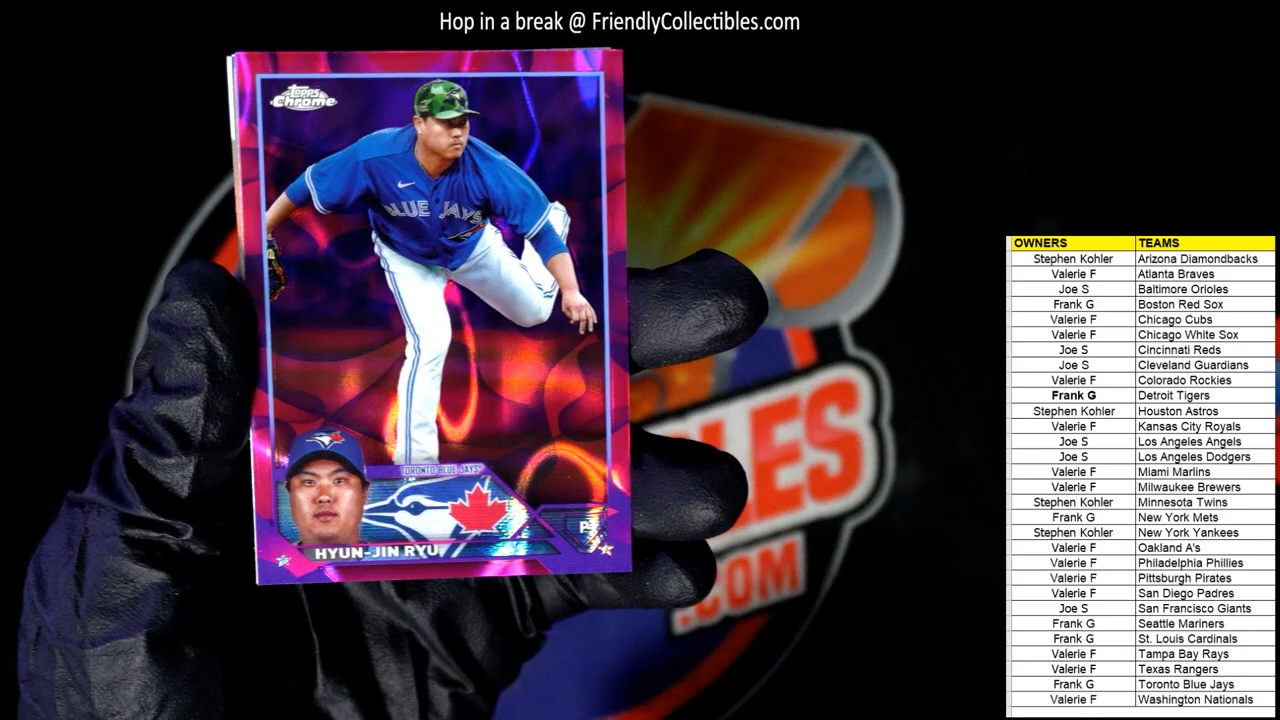 Hop in a break @ FriendlyCollectibles.com
Topps
Chrome
BLUE JAYS
TORONTO BLUE JAYS
HYUN-JIN RYU
LES
.COM
OWNERS TEAMS
Stephen Kohler Arizona Diamondbacks
Valerie F Atlanta Braves
Joe S Baltimore Orioles
Frank G Boston Red Sox
Valerie F Chicago Cubs
Valerie F Chicago White Sox
Joe S Cincinnati Reds
Joe S Cleveland Guardians
Valerie F Colorado Rockies
Frank G Detroit Tigers
Stephen Kohler Houston Astros
Valerie F Kansas City Royals
Joe S Los Angeles Angels
Joe S Los Angeles Dodgers
Valerie F Miami Marlins
Valerie F Milwaukee Brewers
Stephen Kohler Minnesota Twins
Frank G New York Mets
Stephen Kohler New York Yankees
Valerie F Oakland A's
Valerie F Philadelphia Phillies
Valerie F Pittsburgh Pirates
Valerie F San Diego Padres
Joe S San Francisco Giants
Frank G Seattle Mariners
Frank G St. Louis Cardinals
Valerie F Tampa Bay Rays
Valerie F Texas Rangers
Frank G Toronto Blue Jays
Valerie F Washington Nationals